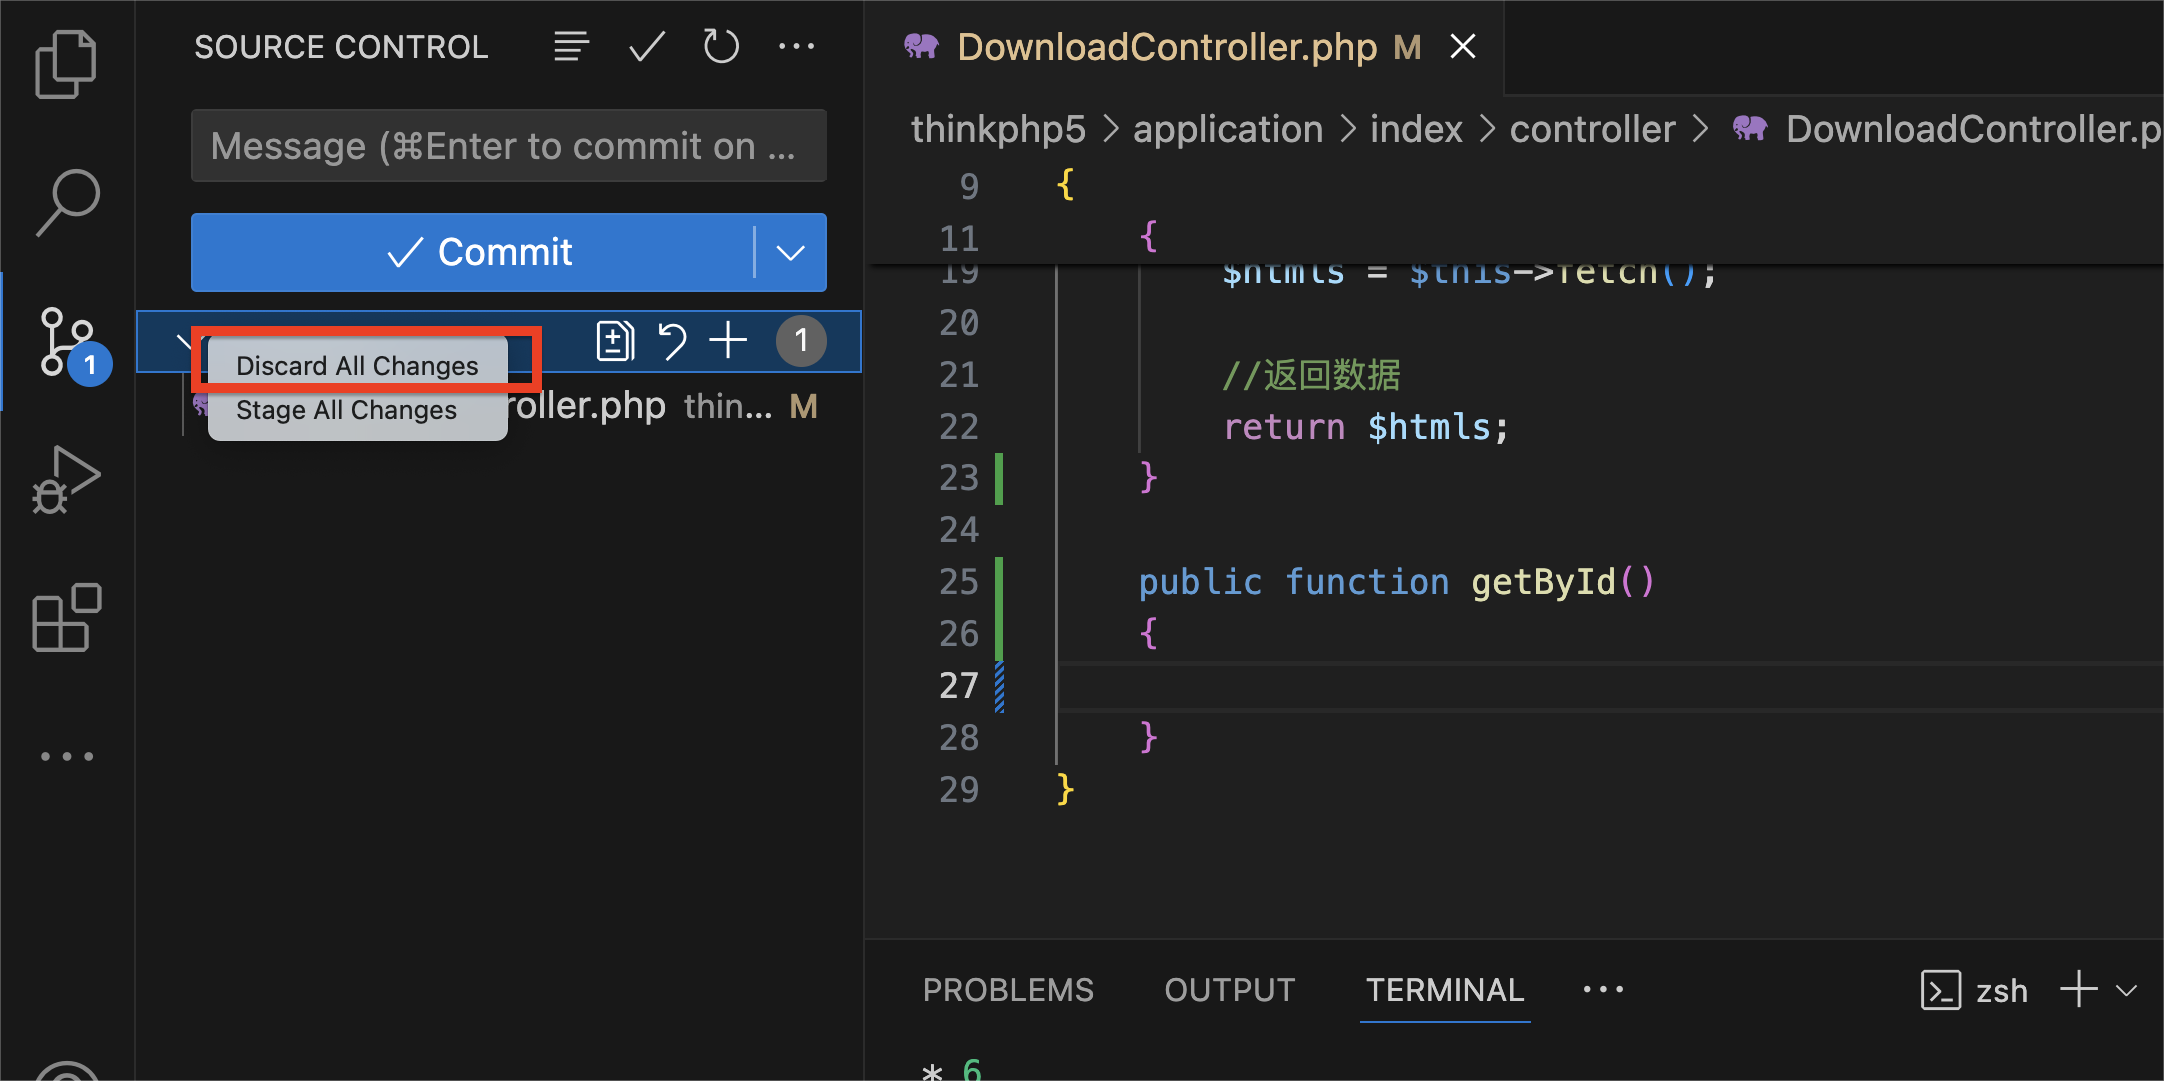 SOURCE CONTROL
Message (⌘Enter to commit on ...
Commit
1
1
Discard All Changes
Stage All Changes
roller.php thin... M
DownloadController.php M
thinkphp5 > application > index > controller > DownloadController.p
9 {
11 {
19 $htmls = $this->fetch();
20
21 //返回数据
22 return $htmls;
23 }
24
25 public function getById()
26 {
27
28 }
29 }
PROBLEMS OUTPUT TERMINAL ...
zsh
* 6